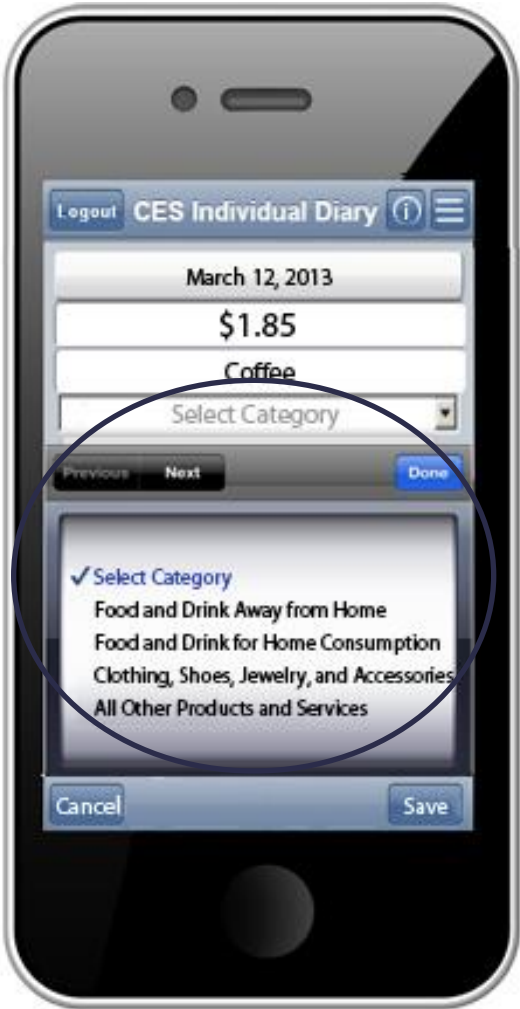 Logout CES Individual Diary
March 12, 2013
$1.85
Coffee
Select Category
Previous Next Done
✓ Select Category
Food and Drink Away from Home
Food and Drink for Home Consumption
Clothing, Shoes, Jewelry, and Accessories
All Other Products and Services
Cancel Save